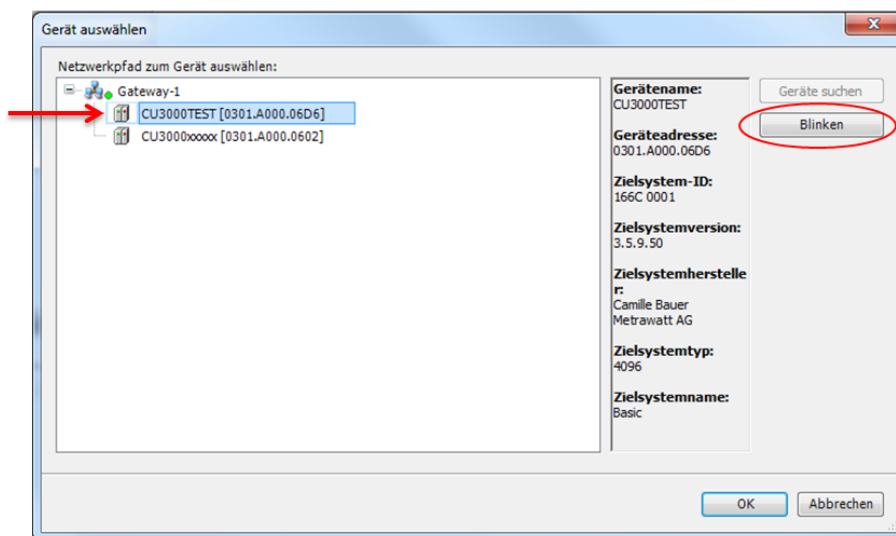 Gerät auswählen
Netzwerkpfad zum Gerät auswählen:
Gateway-1
CU3000TEST [0301.A000.06D6]
CU3000xxxxx [0301.A000.0602]
Gerätename:
CU3000TEST
Geräteadresse:
0301.A000.06D6
Zielsystem-ID:
166C 0001
Zielsystemversion:
3.5.9.50
Zielsystemherstelle
r:
Camille Bauer
Metrawatt AG
Zielsystemtyp:
4096
Zielsystemname:
Basic
Geräte suchen
Blinken
OK
Abbrechen